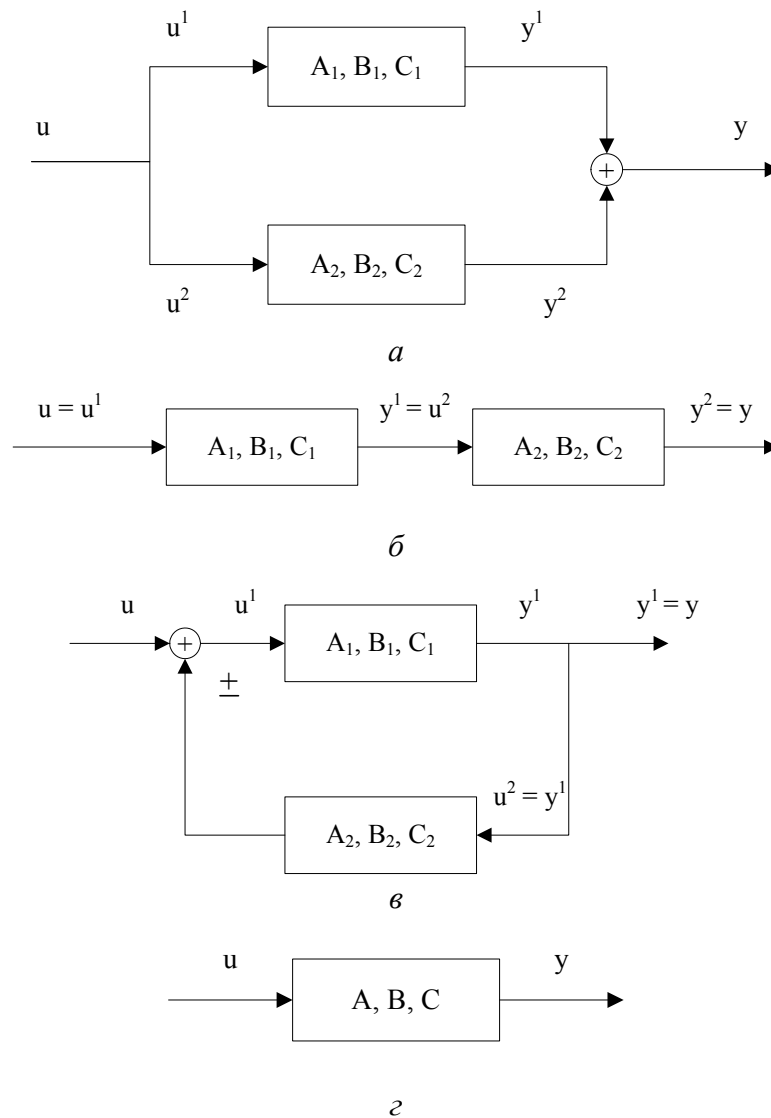 u¹
y¹
A₁, B₁, C₁
u
y
+
A₂, B₂, C₂
u²
y²
а
u = u¹
y¹ = u²
y² = y
A₁, B₁, C₁
A₂, B₂, C₂
б
u
u¹
y¹
y¹ = y
+
A₁, B₁, C₁
±
u² = y¹
A₂, B₂, C₂
в
u
y
A, B, C
г